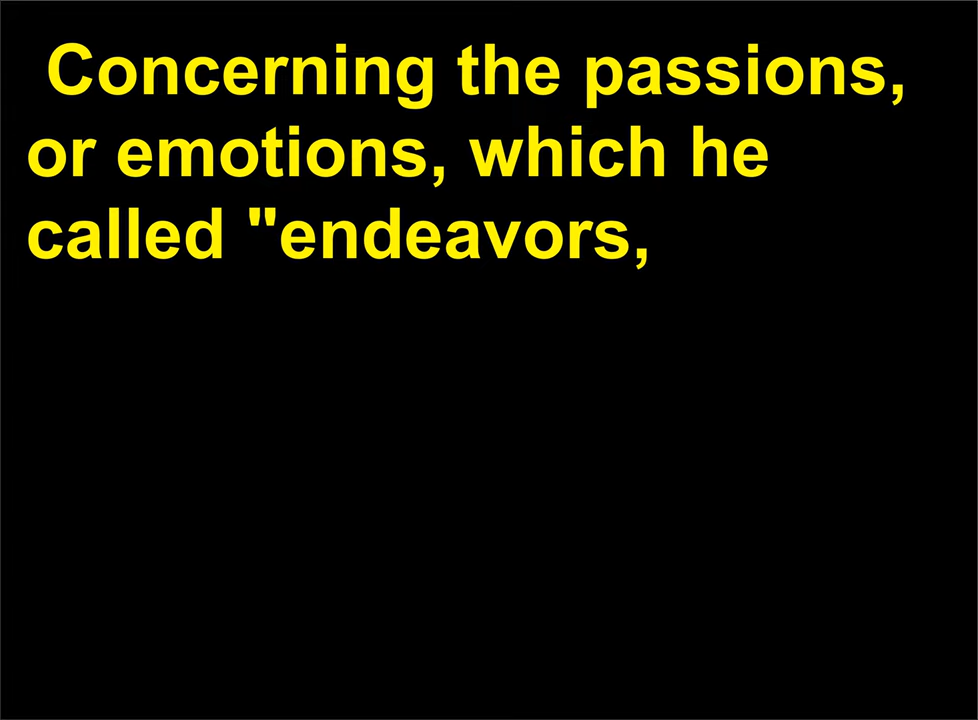 Concerning the passions,
or emotions, which he
called "endeavors,